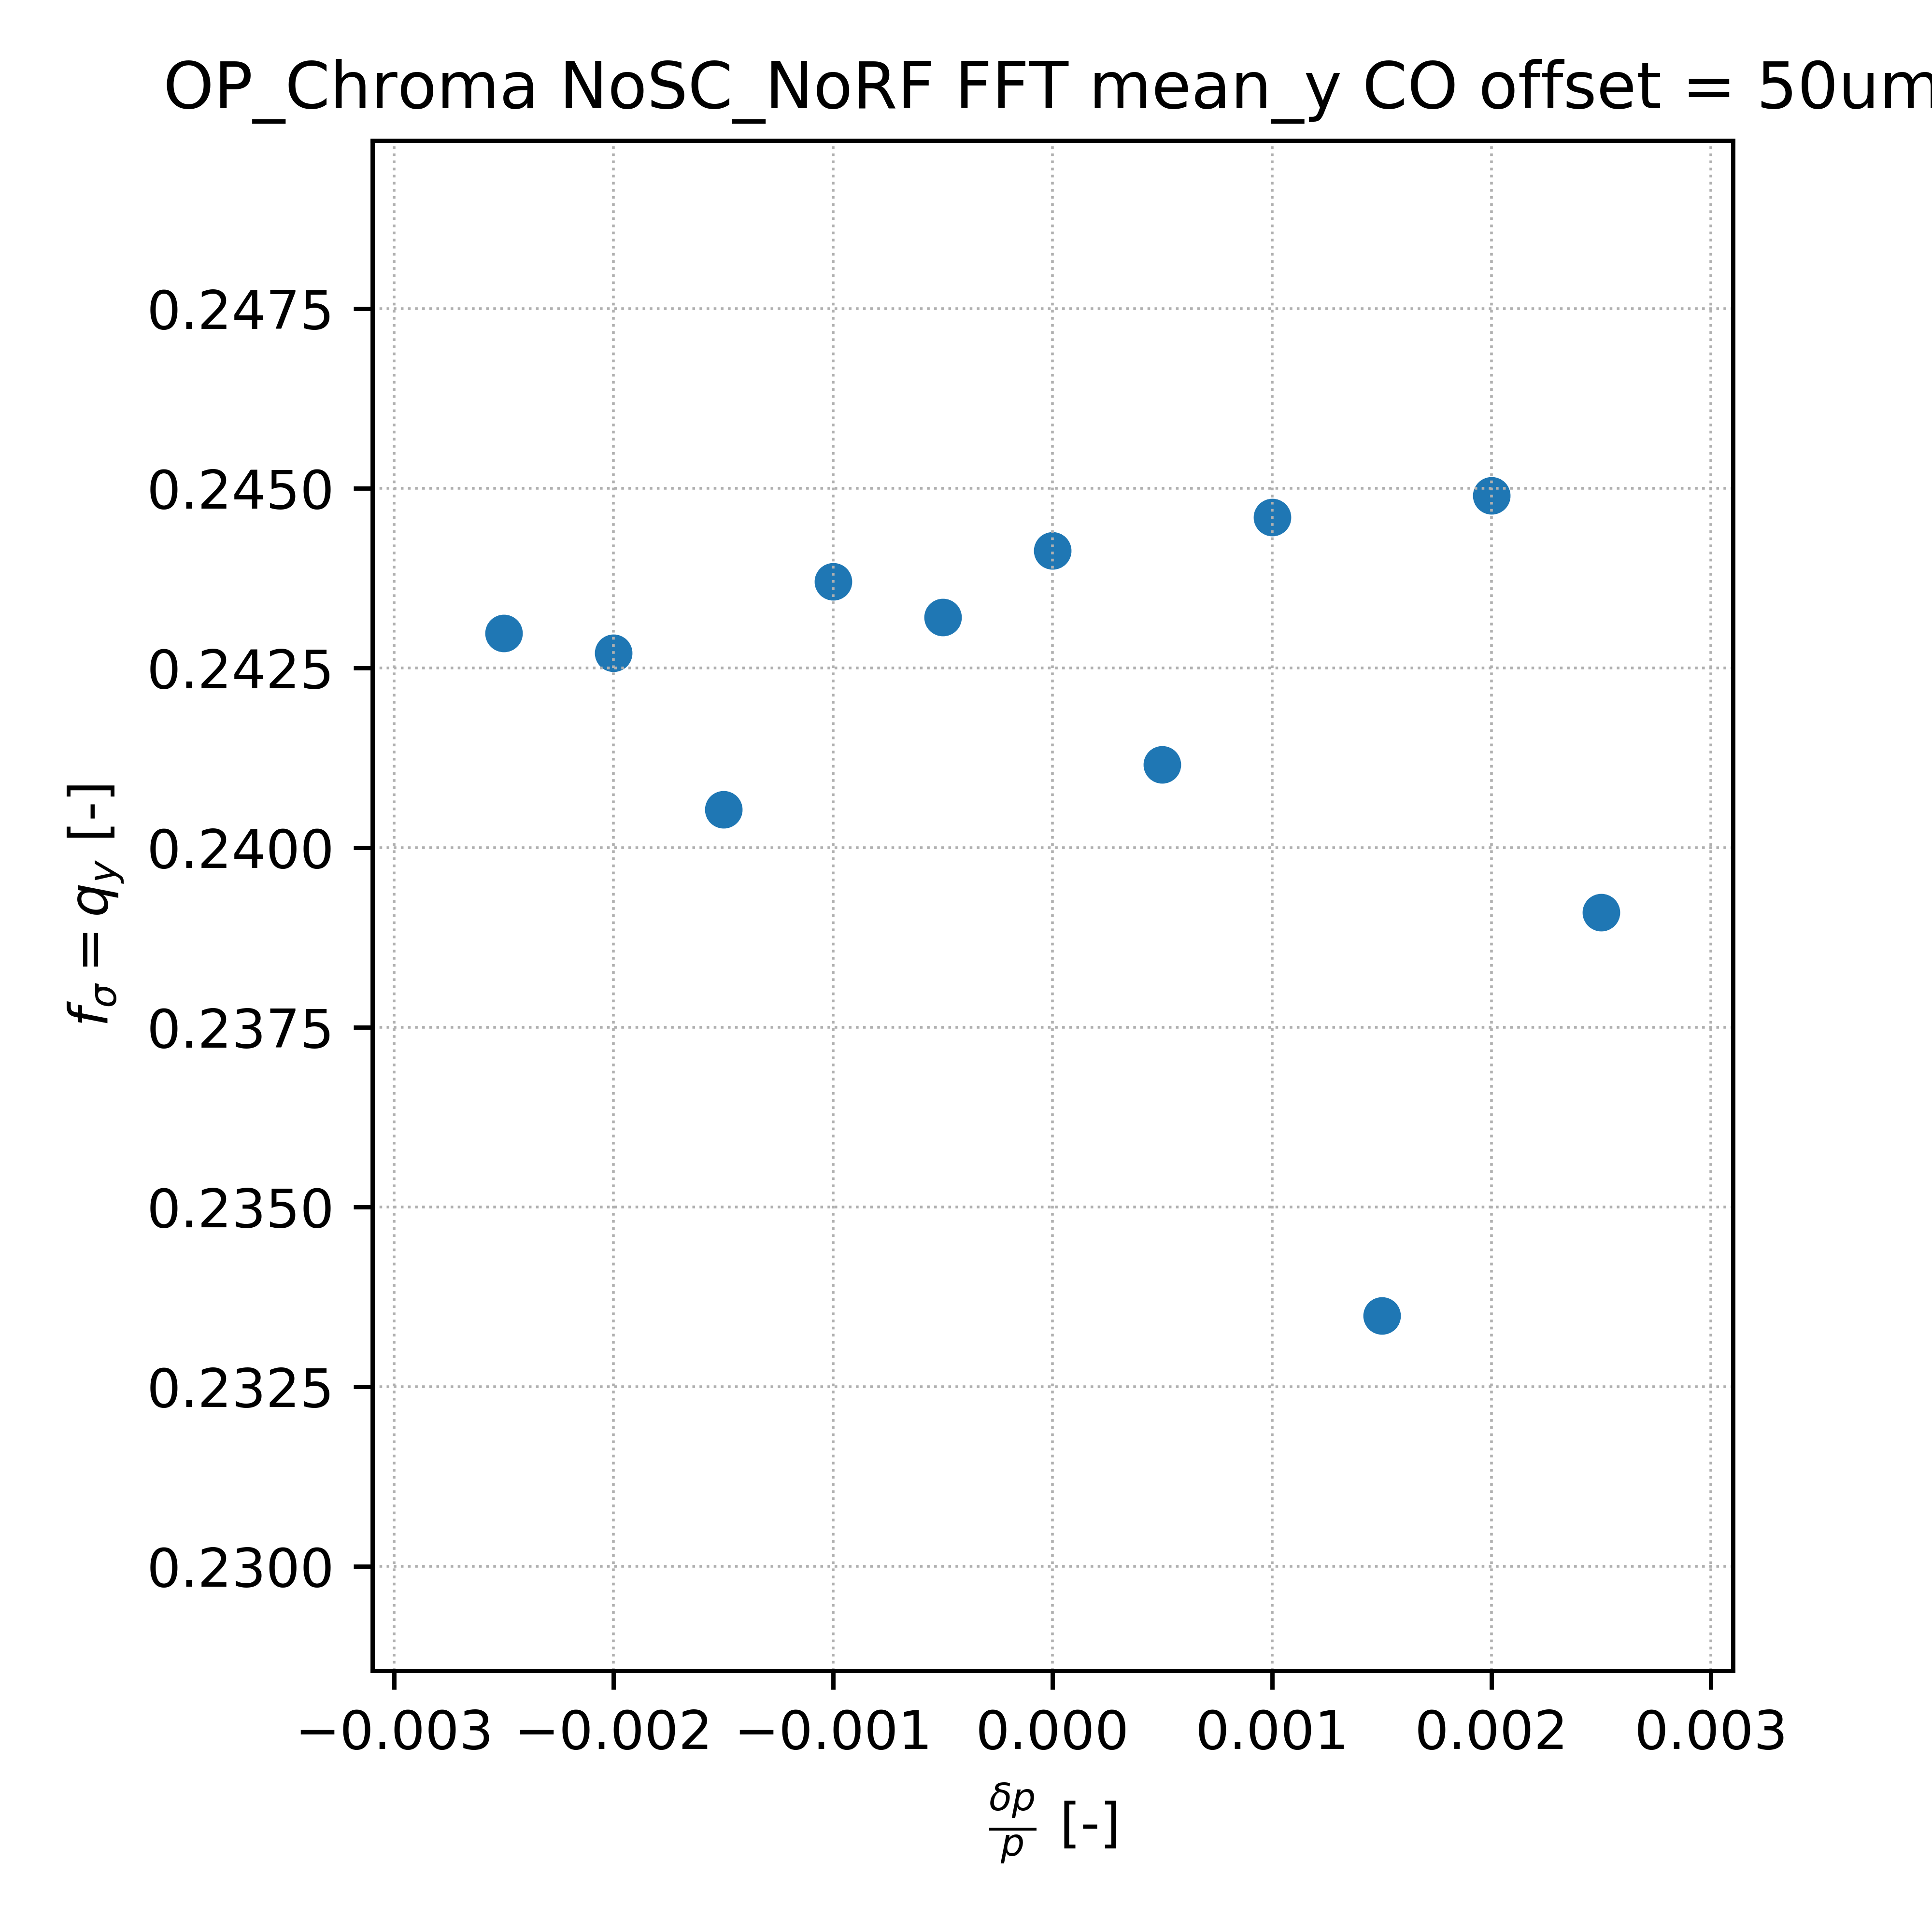 OP_Chroma NoSC_NoRF FFT mean_y CO offset = 50um
0.2475
0.2450
0.2425
0.2400
0.2375
0.2350
0.2325
0.2300
f_σ = q_y [-]
−0.003 −0.002 −0.001 0.000 0.001 0.002 0.003
δp/p [-]